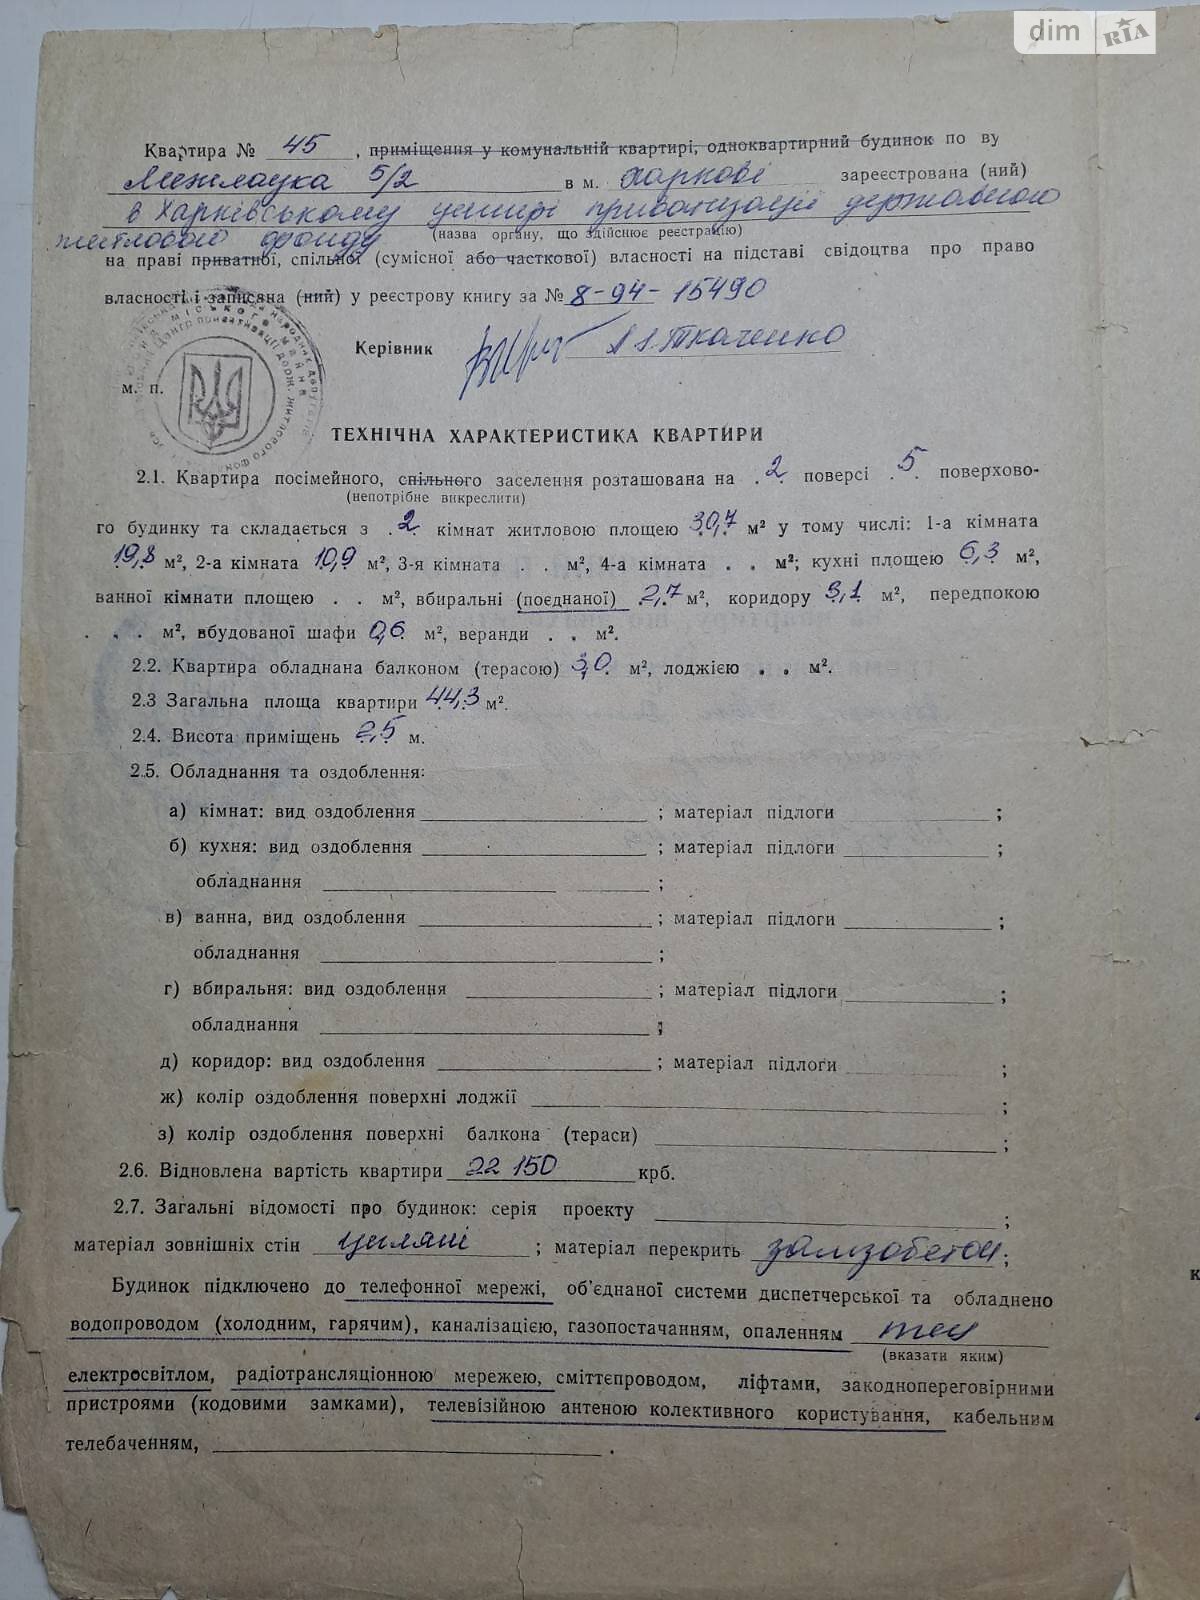 dim RIA
Квартира № 45, приміщення у комунальній квартирі, одноквартирний будинок по ву
Межлаука 5/2 в м. Харкові зареєстрована (ний)
в Харківському центрі приватизації державного
житлового фонду (назва органу, що здійснює реєстрацію)
на праві приватної, спільної (сумісної або часткової) власності на підставі свідоцтва про право
власності і записана (ний) у реєстрову книгу за № 8-94-15490
Керівник Ткаченко
м. п.
ТЕХНІЧНА ХАРАКТЕРИСТИКА КВАРТИРИ
2.1. Квартира посімейного, спільного заселення розташована на 2 поверсі 5 поверхово-
(непотрібне викреслити)
го будинку та складається з 2 кімнат житловою площею 30,7 м² у тому числі: 1-а кімната
19,8 м², 2-а кімната 10,9 м², 3-я кімната . . м², 4-а кімната . . м²; кухні площею 6,3 м²,
ванної кімнати площею . . м², вбиральні (поєднаної) 2,7 м², коридору 3,1 м², передпокою
. . . м², вбудованої шафи 0,6 м², веранди . . м².
2.2. Квартира обладнана балконом (терасою) 3,0 м², лоджією . . м².
2.3 Загальна площа квартири 44,3 м².
2.4. Висота приміщень 2,5 м.
2.5. Обладнання та оздоблення:
а) кімнат: вид оздоблення ; матеріал підлоги ;
б) кухня: вид оздоблення ; матеріал підлоги ;
обладнання ;
в) ванна, вид оздоблення ; матеріал підлоги ;
обладнання ;
г) вбиральня: вид оздоблення ; матеріал підлоги ;
обладнання ;
д) коридор: вид оздоблення ; матеріал підлоги ;
ж) колір оздоблення поверхні лоджії ;
з) колір оздоблення поверхні балкона (тераси) ;
2.6. Відновлена вартість квартири 22 150 крб.
2.7. Загальні відомості про будинок: серія проекту ;
матеріал зовнішніх стін ; матеріал перекрить залізобетон;
Будинок підключено до телефонної мережі, об'єднаної системи диспетчерської та обладнено
водопроводом (холодним, гарячим), каналізацією, газопостачанням, опаленням тец
(вказати яким)
електросвітлом, радіотрансляціонною мережею, сміттєпроводом, ліфтами, закоднопереговірними
пристроями (кодовими замками), телевізійною антеною колективного користування, кабельним
телебаченням, .